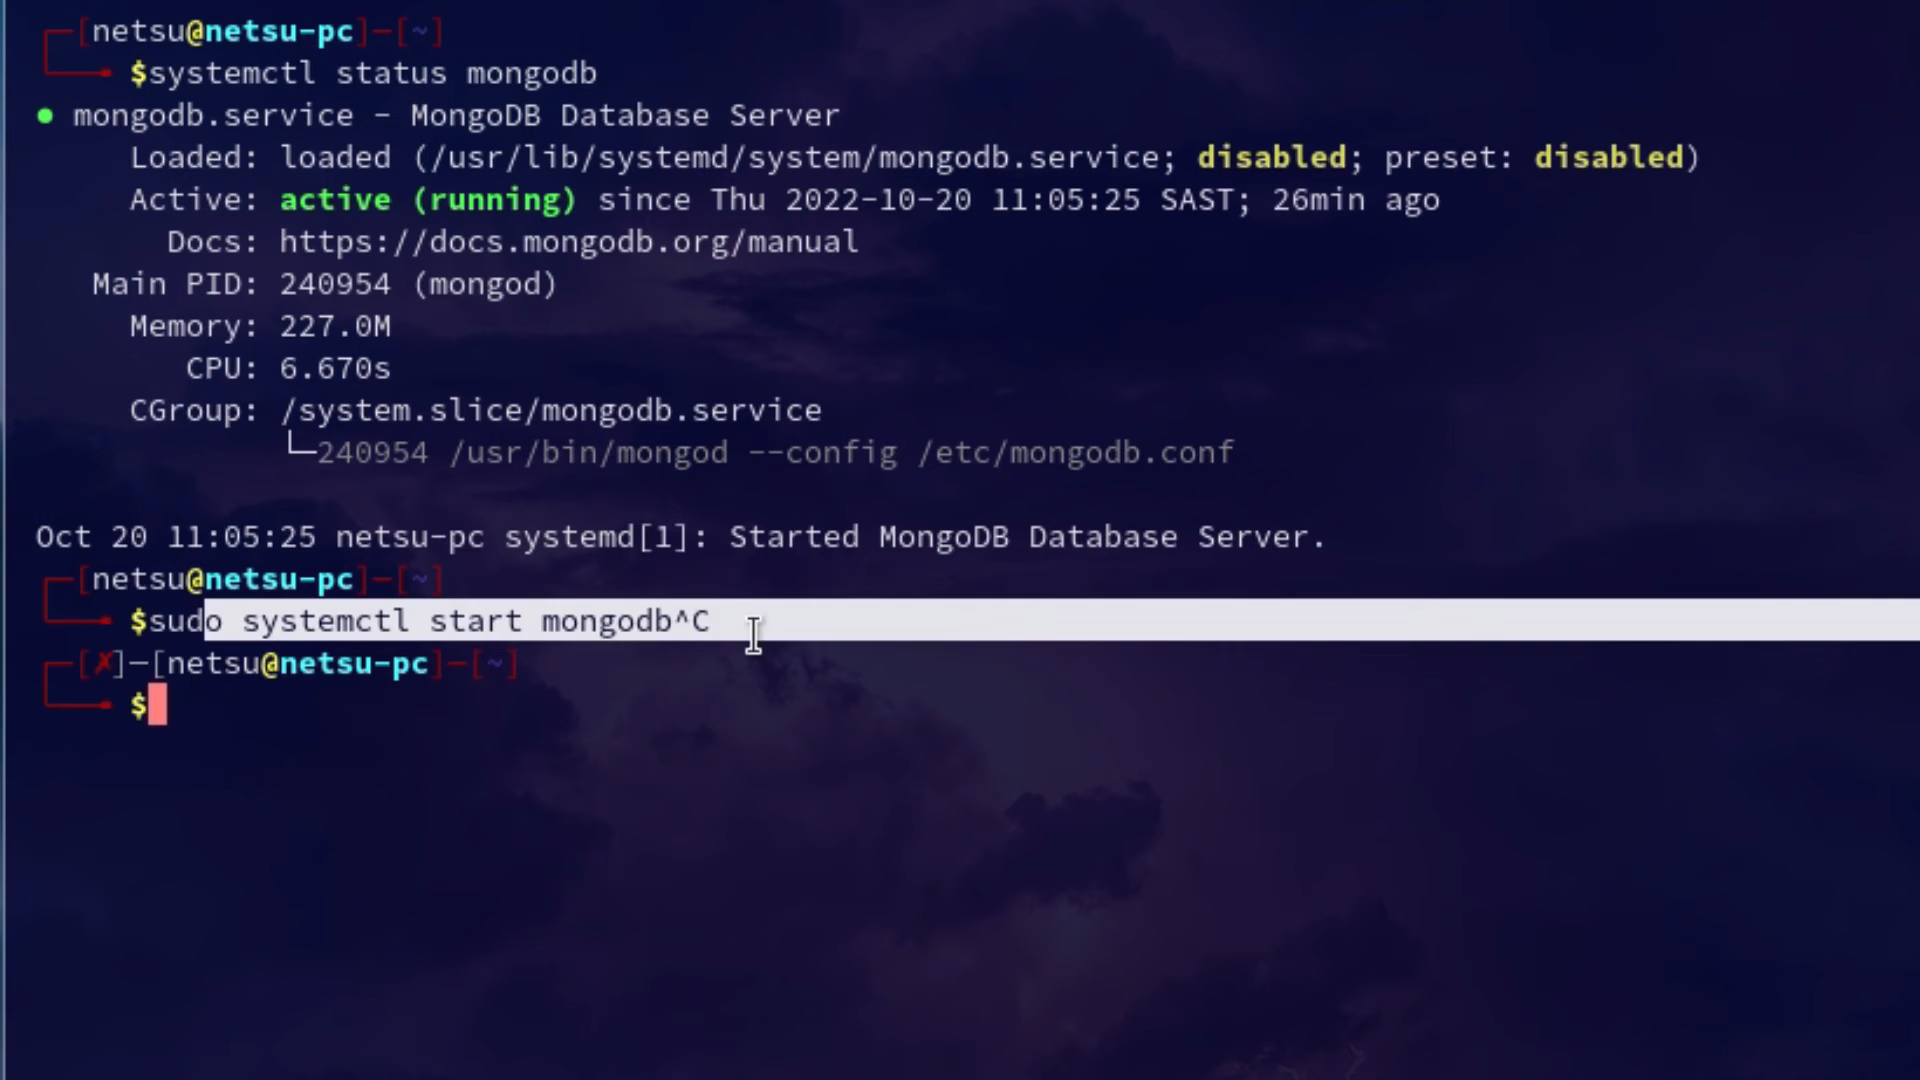 ┌─[netsu@netsu-pc]─[~]
└──╼ $systemctl status mongodb
● mongodb.service - MongoDB Database Server
Loaded: loaded (/usr/lib/systemd/system/mongodb.service; disabled; preset: disabled)
Active: active (running) since Thu 2022-10-20 11:05:25 SAST; 26min ago
Docs: https://docs.mongodb.org/manual
Main PID: 240954 (mongod)
Memory: 227.0M
CPU: 6.670s
CGroup: /system.slice/mongodb.service
└─240954 /usr/bin/mongod --config /etc/mongodb.conf
Oct 20 11:05:25 netsu-pc systemd[1]: Started MongoDB Database Server.
┌─[netsu@netsu-pc]─[~]
└──╼ $sudo systemctl start mongodb^C
┌─[✗]─[netsu@netsu-pc]─[~]
└──╼ $